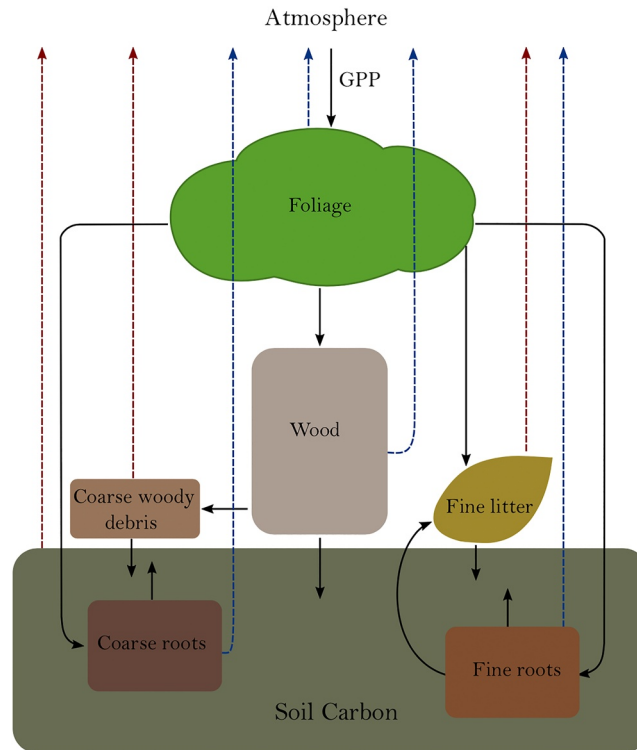 Atmosphere
GPP
Foliage
Wood
Coarse woody
debris
Fine litter
Coarse roots
Fine roots
Soil Carbon